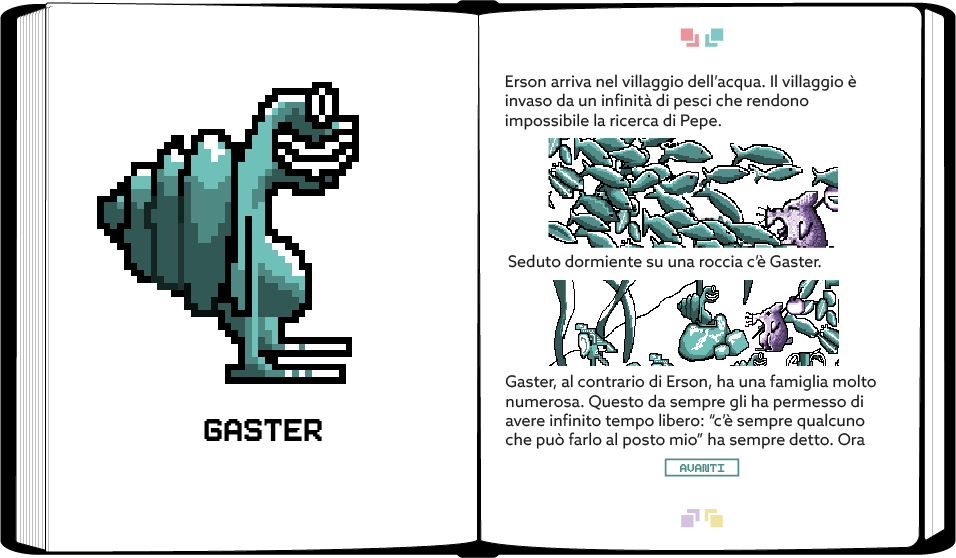 GASTER
Erson arriva nel villaggio dell'acqua. Il villaggio è
invaso da un infinità di pesci che rendono
impossibile la ricerca di Pepe.
Seduto dormiente su una roccia c'è Gaster.
Gaster, al contrario di Erson, ha una famiglia molto
numerosa. Questo da sempre gli ha permesso di
avere infinito tempo libero: "c'è sempre qualcuno
che può farlo al posto mio" ha sempre detto. Ora
AVANTI